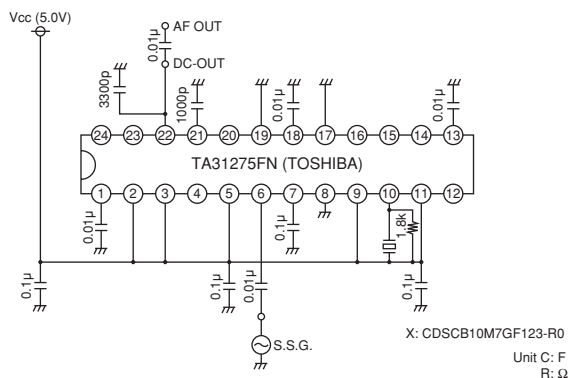 Vcc (5.0V)
AF OUT
0.01µ
DC-OUT
3300p
1000p
0.01µ
0.01µ
24 23 22 21 20 19 18 17 16 15 14 13
TA31275FN (TOSHIBA)
1 2 3 4 5 6 7 8 9 10 11 12
0.01µ
0.1µ
1.8k
0.1µ
0.1µ
0.01µ
0.1µ
S.S.G.
X: CDSCB10M7GF123-R0
Unit C: F
R: Ω